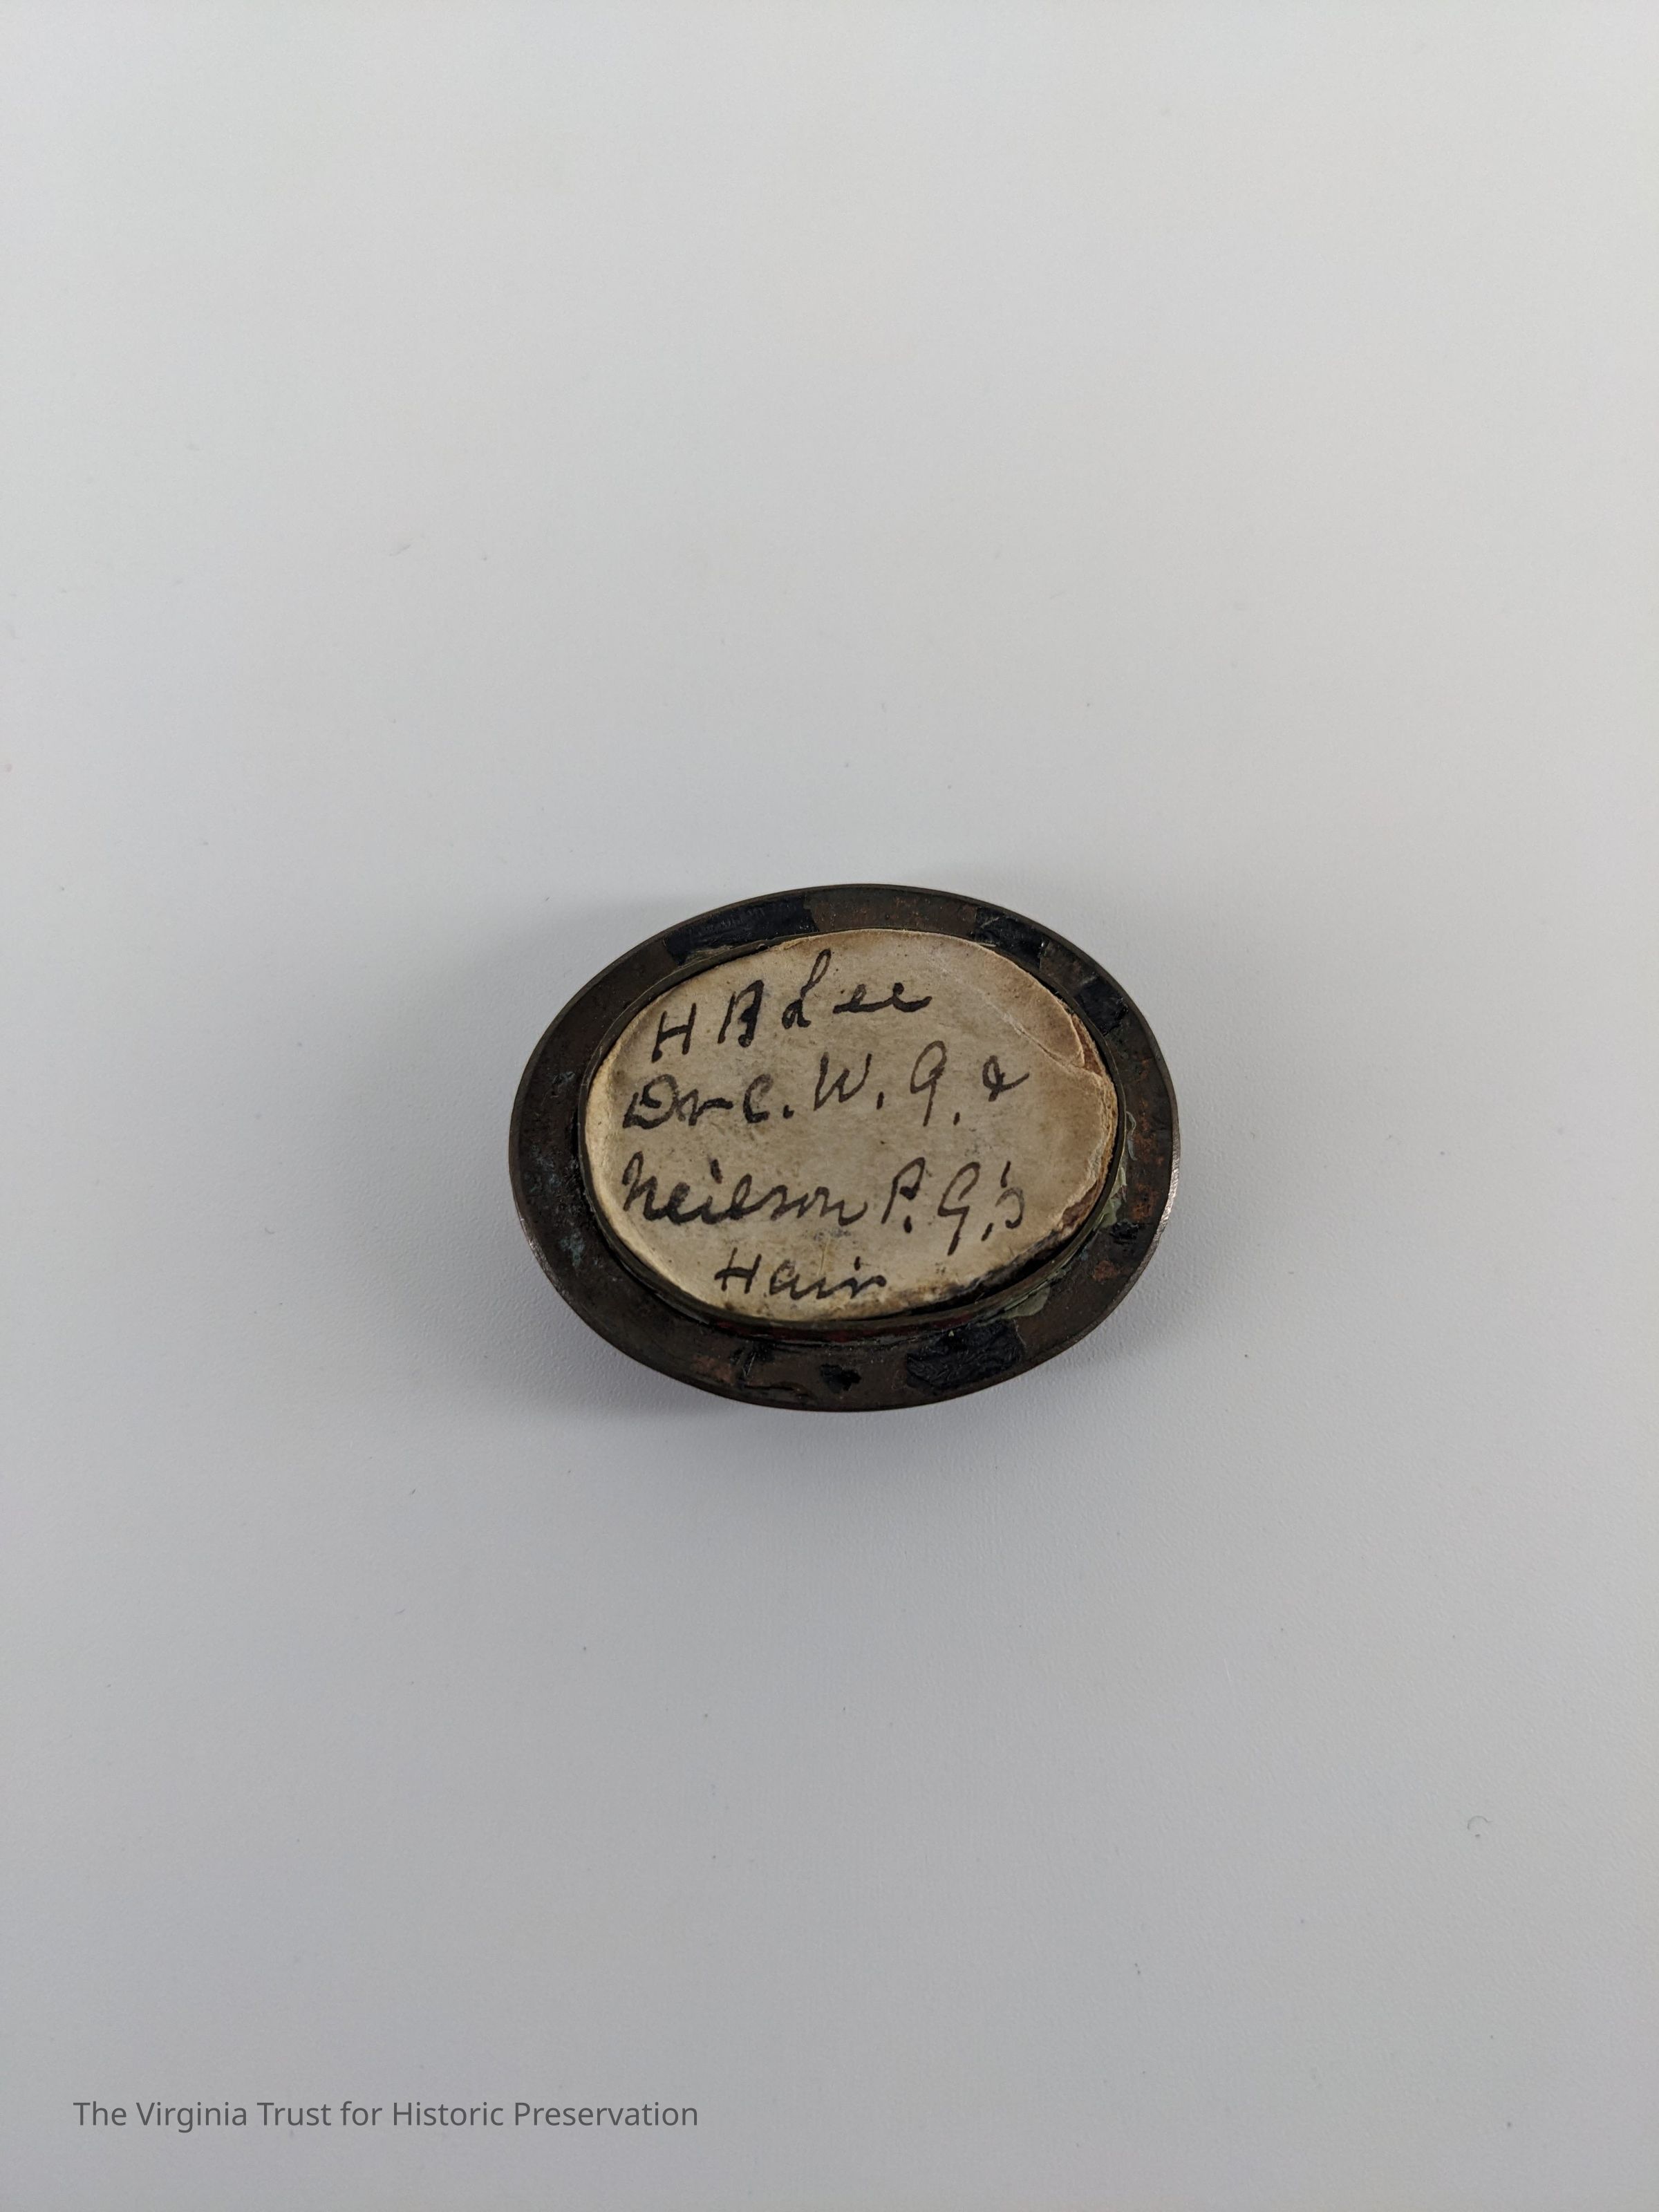 H B Lee
Dr C. W. G. &
Neilson P. G.'s
Hair
The Virginia Trust for Historic Preservation